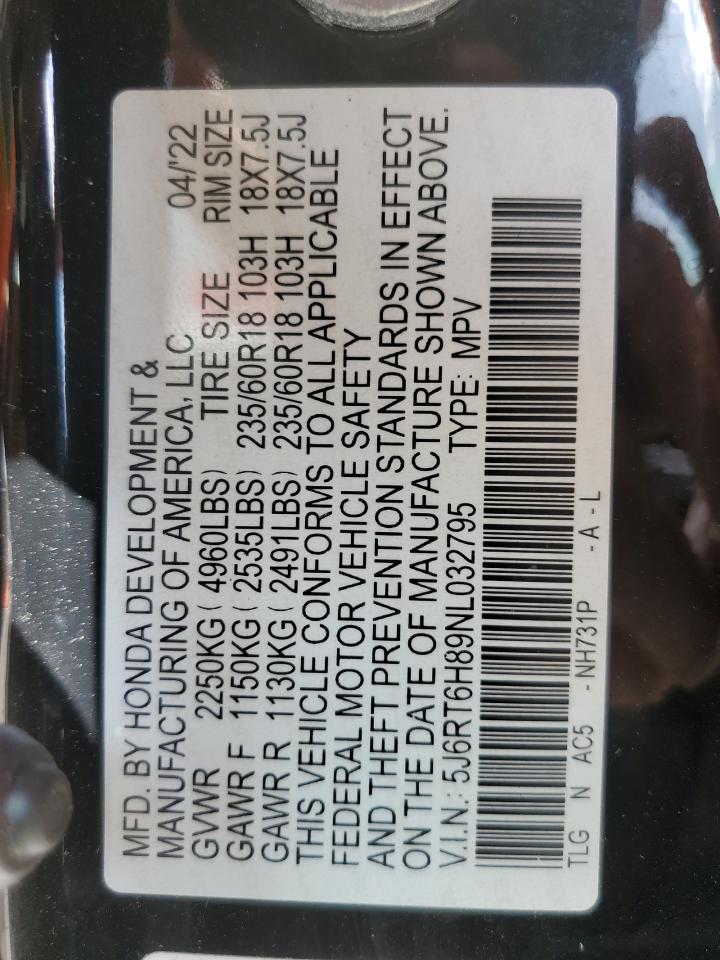 MFD. BY HONDA DEVELOPMENT &
MANUFACTURING OF AMERICA, LLC 04/'22
GVWR 2250KG ( 4960LBS) TIRE SIZE RIM SIZE
GAWR F 1150KG ( 2535LBS) 235/60R18 103H 18X7.5J
GAWR R 1130KG ( 2491LBS) 235/60R18 103H 18X7.5J
THIS VEHICLE CONFORMS TO ALL APPLICABLE
FEDERAL MOTOR VEHICLE SAFETY
AND THEFT PREVENTION STANDARDS IN EFFECT
ON THE DATE OF MANUFACTURE SHOWN ABOVE.
V.I.N.: 5J6RT6H89NL032795 TYPE: MPV
TLG N AC5 - NH731P - A - L